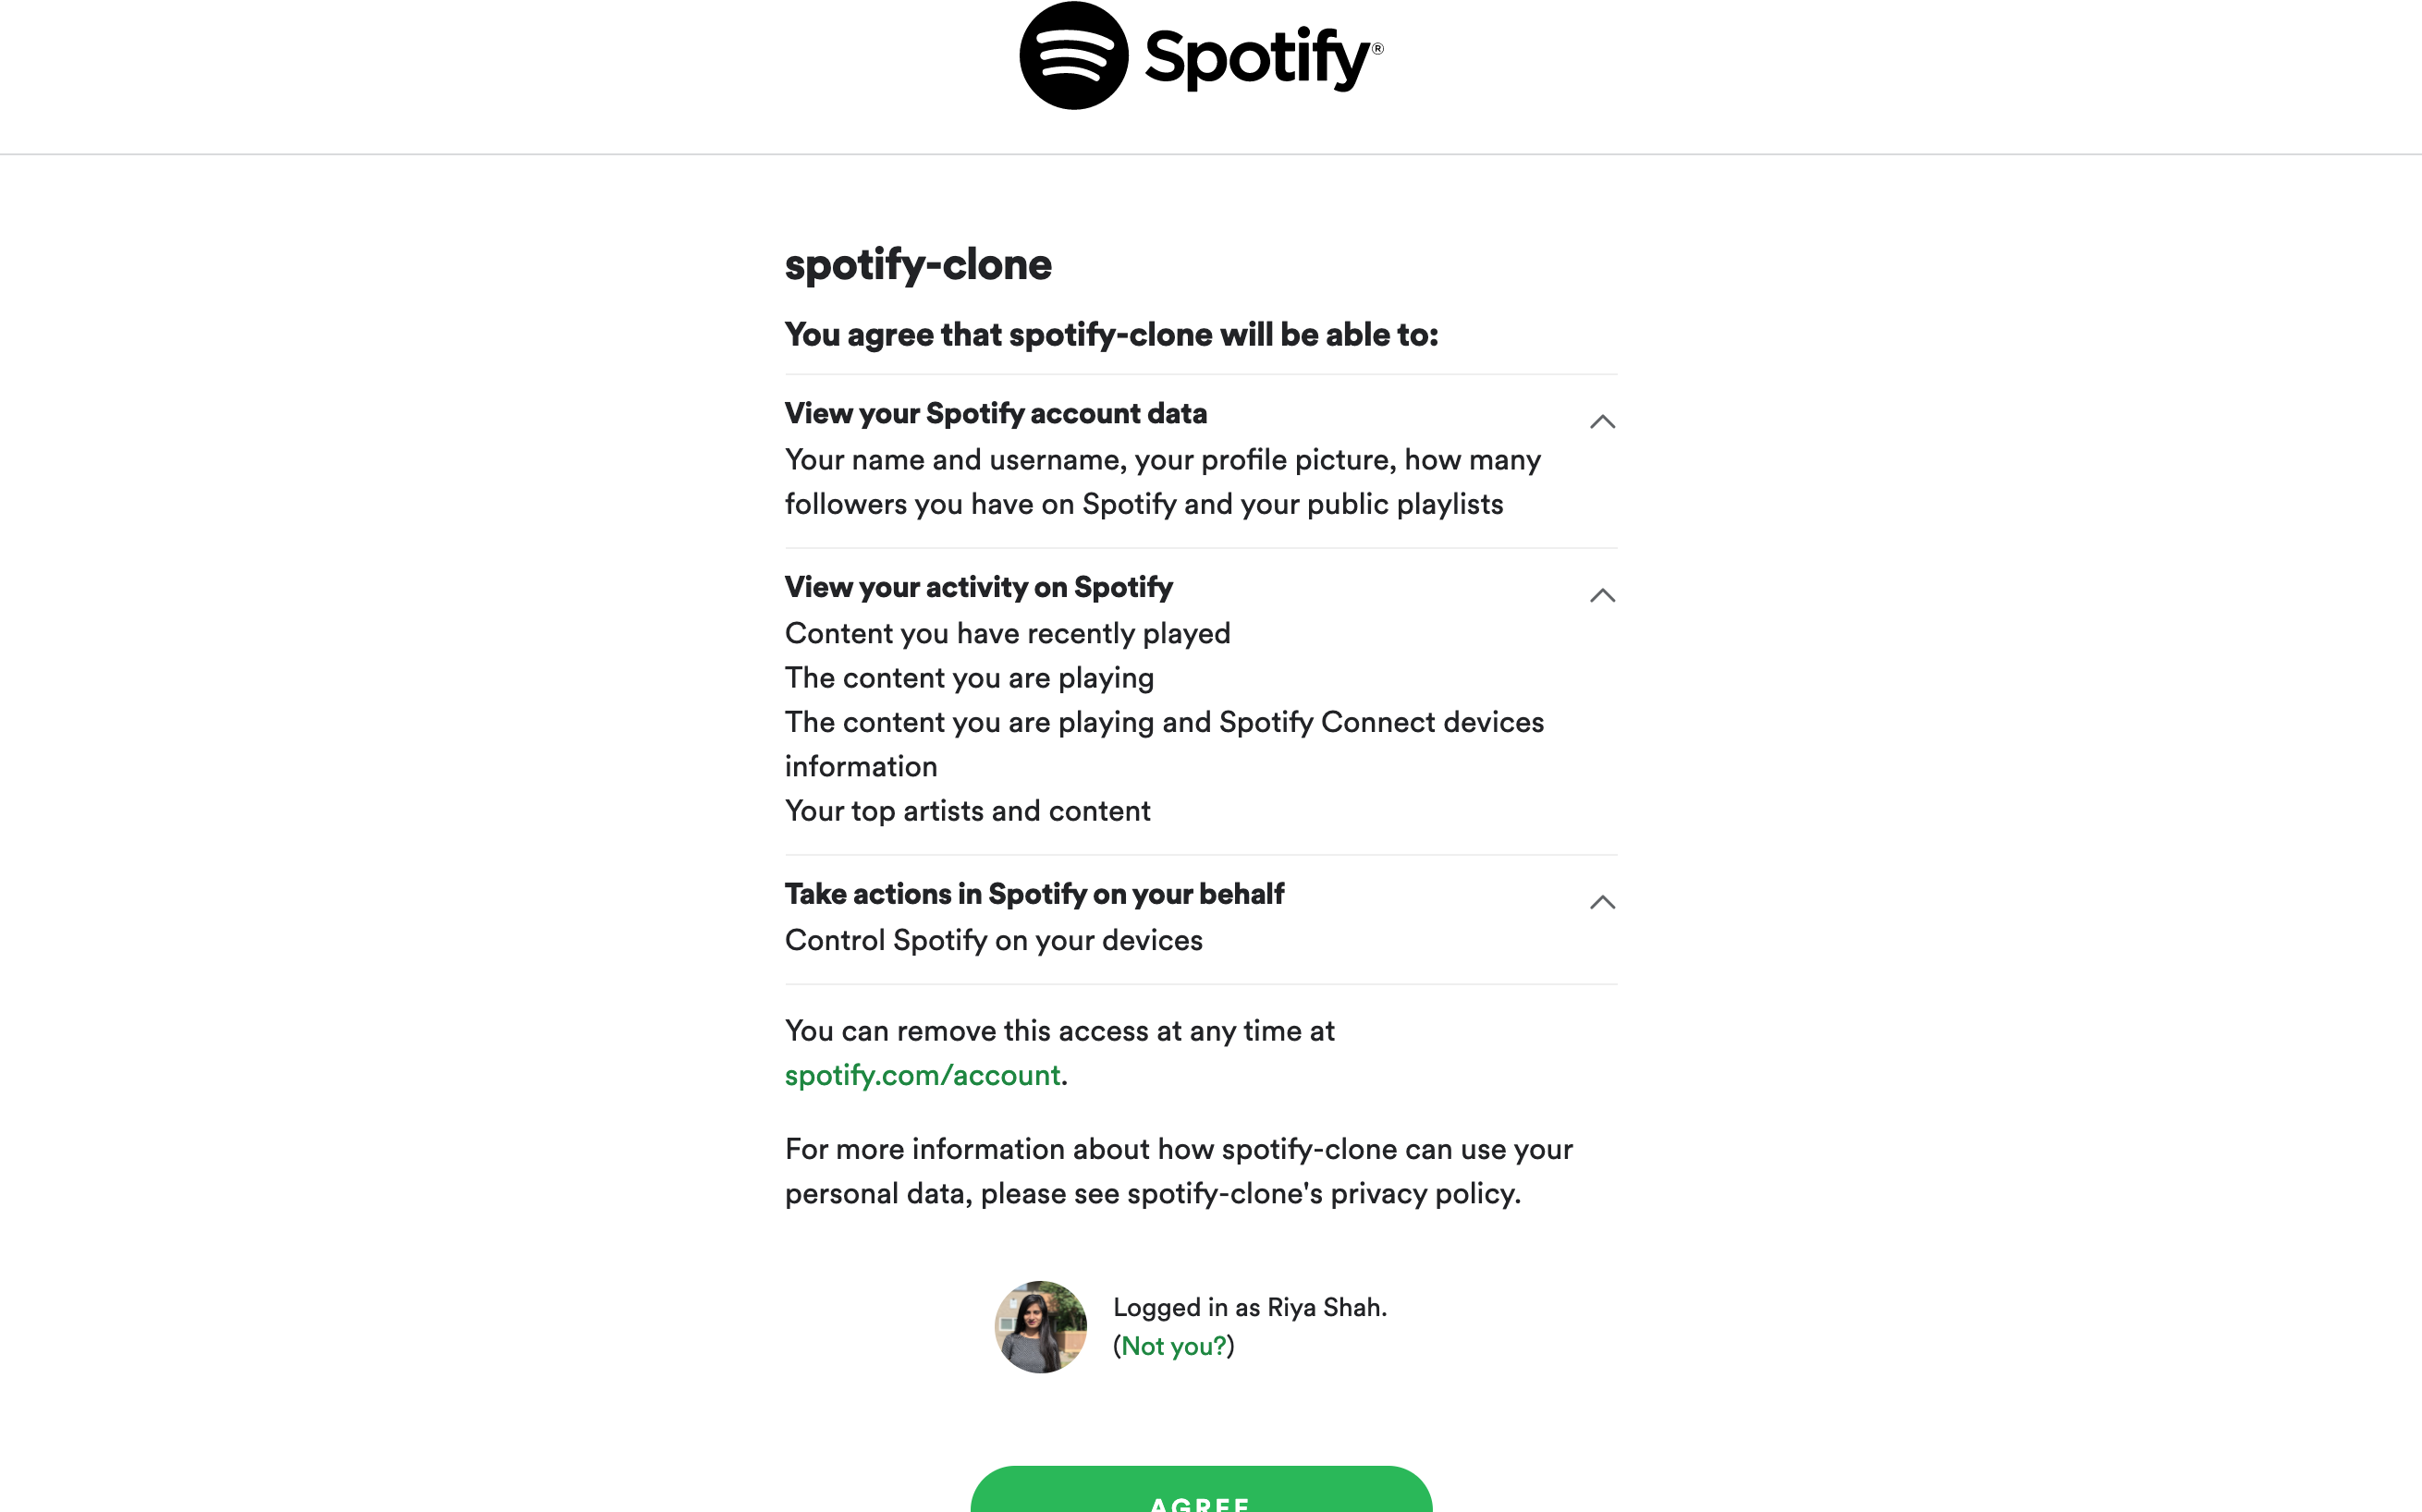 Spotify®
spotify-clone
You agree that spotify-clone will be able to:
View your Spotify account data
Your name and username, your profile picture, how many
followers you have on Spotify and your public playlists
View your activity on Spotify
Content you have recently played
The content you are playing
The content you are playing and Spotify Connect devices
information
Your top artists and content
Take actions in Spotify on your behalf
Control Spotify on your devices
You can remove this access at any time at
spotify.com/account.
For more information about how spotify-clone can use your
personal data, please see spotify-clone's privacy policy.
Logged in as Riya Shah.
(Not you?)
AGREE